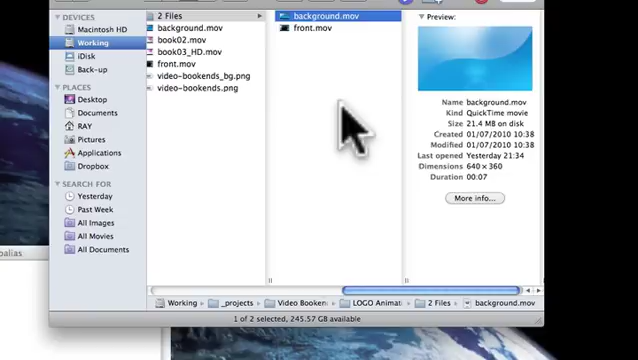 DEVICES
Macintosh HD
Working
iDisk
Back-up
PLACES
Desktop
Documents
RAY
Pictures
Applications
Dropbox
SEARCH FOR
Yesterday
Past Week
All Images
All Movies
All Documents
2 Files
background.mov
book02.mov
book03_HD.mov
front.mov
video-bookends_bg.png
video-bookends.png
background.mov
front.mov
Preview:
Name background.mov
Kind QuickTime movie
Size 21.4 MB on disk
Created 01/07/2010 10:38
Modified 01/07/2010 10:38
Last opened Yesterday 21:34
Dimensions 640 × 360
Duration 00:07
More info...
Working
_projects
Video Booken
LOGO Animati
2 Files
background.mov
1 of 2 selected, 245.57 GB available
palias